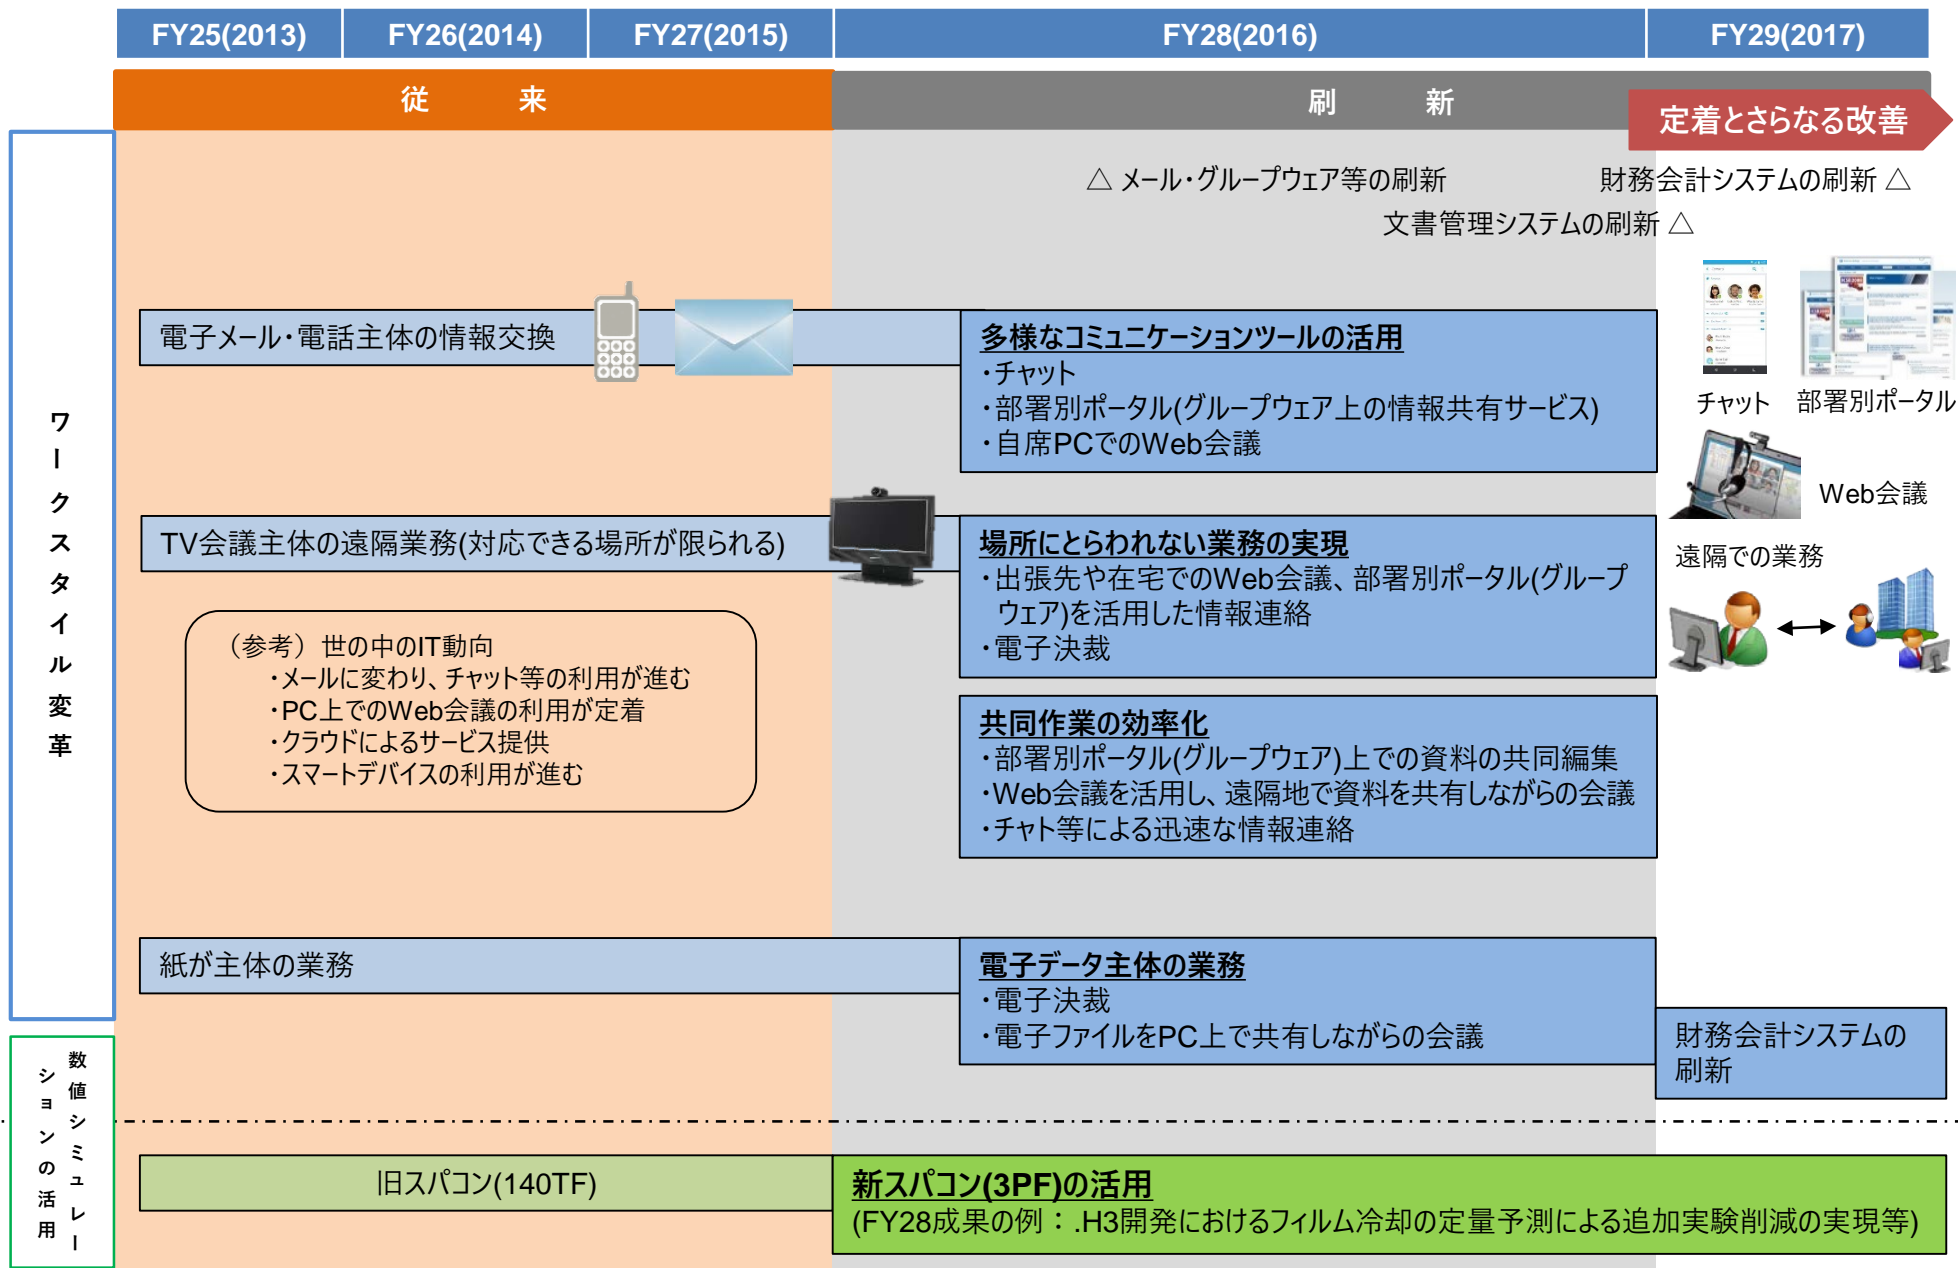 FY25(2013)
FY26(2014)
FY27(2015)
FY28(2016)
FY29(2017)
従　来
刷　新
定着とさらなる改善
△ メール・グループウェア等の刷新
財務会計システムの刷新 △
文書管理システムの刷新 △
ワークスタイル変革
電子メール・電話主体の情報交換
多様なコミュニケーションツールの活用
・チャット
・部署別ポータル(グループウェア上の情報共有サービス)
・自席PCでのWeb会議
チャット
部署別ポータル
Web会議
TV会議主体の遠隔業務(対応できる場所が限られる)
場所にとらわれない業務の実現
・出張先や在宅でのWeb会議、部署別ポータル(グループ
ウェア)を活用した情報連絡
・電子決裁
遠隔での業務
（参考）世の中のIT動向
・メールに変わり、チャット等の利用が進む
・PC上でのWeb会議の利用が定着
・クラウドによるサービス提供
・スマートデバイスの利用が進む
共同作業の効率化
・部署別ポータル(グループウェア)上での資料の共同編集
・Web会議を活用し、遠隔地で資料を共有しながらの会議
・チャト等による迅速な情報連絡
紙が主体の業務
電子データ主体の業務
・電子決裁
・電子ファイルをPC上で共有しながらの会議
財務会計システムの
刷新
数値シミュレー
ションの活用
旧スパコン(140TF)
新スパコン(3PF)の活用
(FY28成果の例：.H3開発におけるフィルム冷却の定量予測による追加実験削減の実現等)